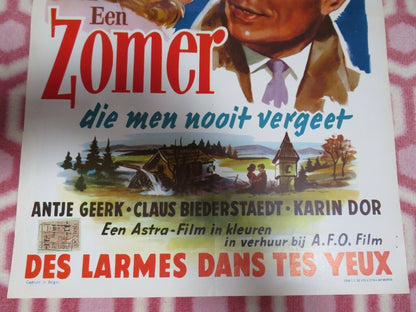 Een
Zomer
die men nooit vergeet
ANTJE GEERK · CLAUS BIEDERSTAEDT · KARIN DOR
Een Astra-Film in kleuren
in verhuur bij A.F.O. Film
DES LARMES DANS TES YEUX